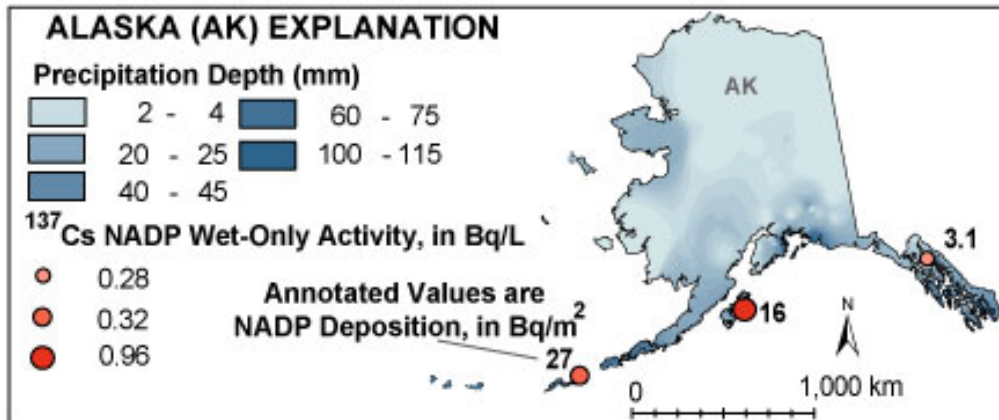 ALASKA (AK) EXPLANATION
Precipitation Depth (mm)
2 - 4
60 - 75
20 - 25
100 - 115
40 - 45
¹³⁷Cs NADP Wet-Only Activity, in Bq/L
0.28
0.32
0.96
Annotated Values are
NADP Deposition, in Bq/m²
27
16
3.1
AK
N
0
1,000 km